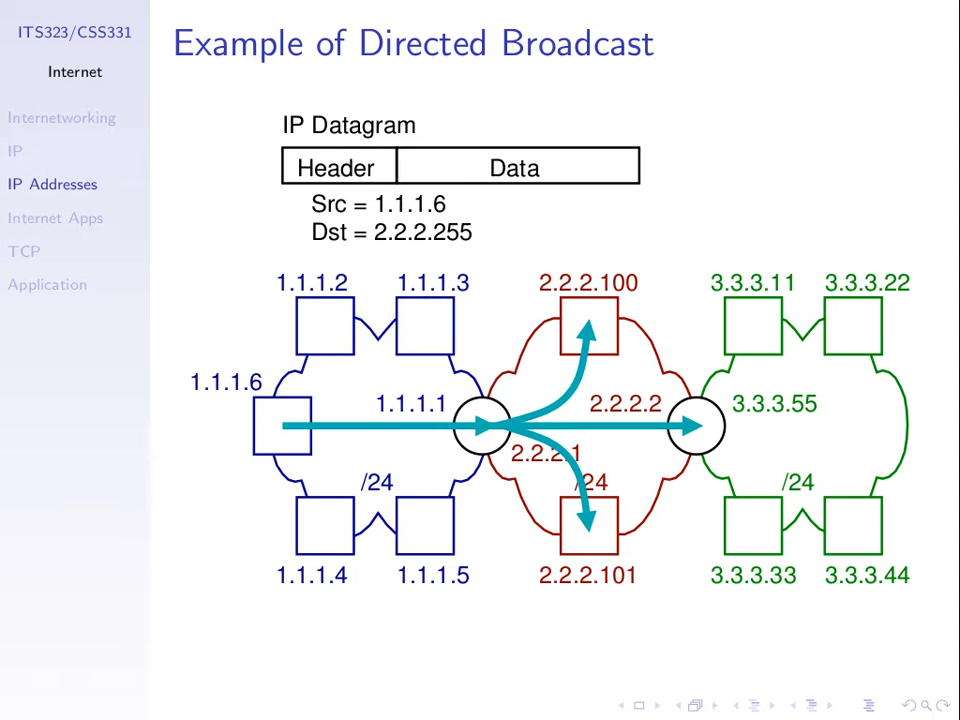 ITS323/CSS331
Internet
Internetworking
IP
IP Addresses
Internet Apps
TCP
Application
Example of Directed Broadcast
IP Datagram
Header Data
Src = 1.1.1.6
Dst = 2.2.2.255
1.1.1.2 1.1.1.3 2.2.2.100 3.3.3.11 3.3.3.22
1.1.1.6
1.1.1.1 2.2.2.2 3.3.3.55
2.2.2.1
/24 /24 /24
1.1.1.4 1.1.1.5 2.2.2.101 3.3.3.33 3.3.3.44